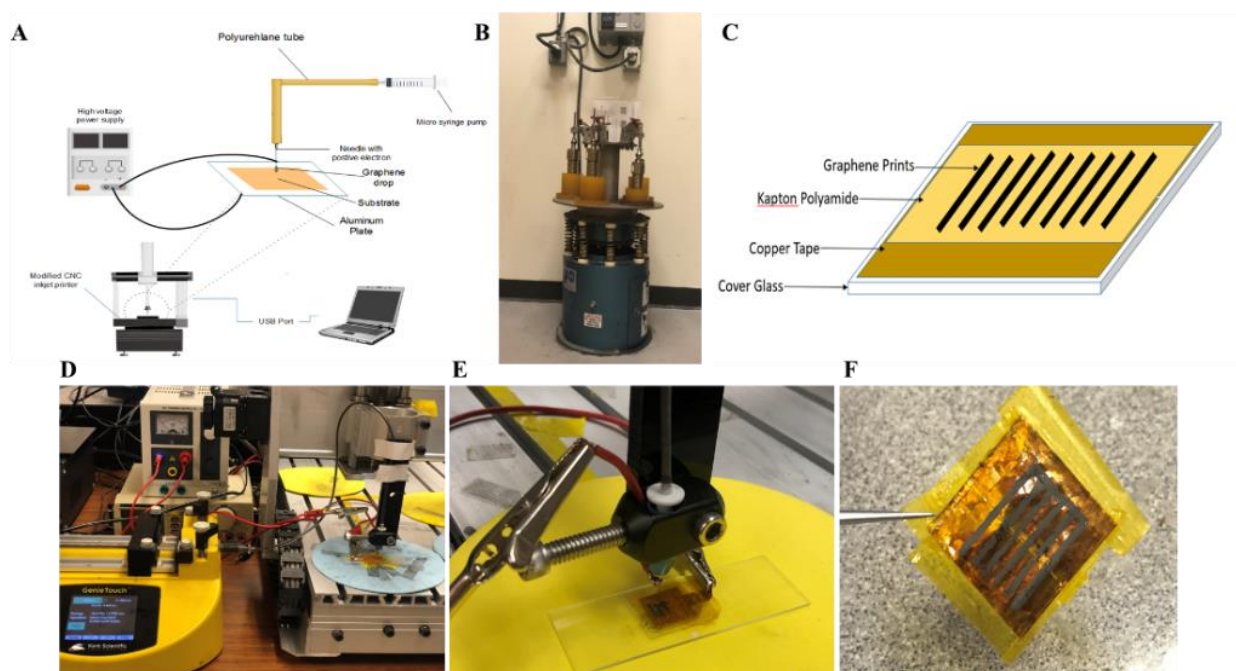 A
Polyurehlane tube
High voltage
power supply
Micro syringe pump
Needle with
postive electron
Graphene
drop
Substrate
Aluminum
Plate
Modified CNC
inkjet printer
USB Port
B
C
Graphene Prints
Kapton Polyamide
Copper Tape
Cover Glass
D
GenieTouch
Kent Scientific
E
F